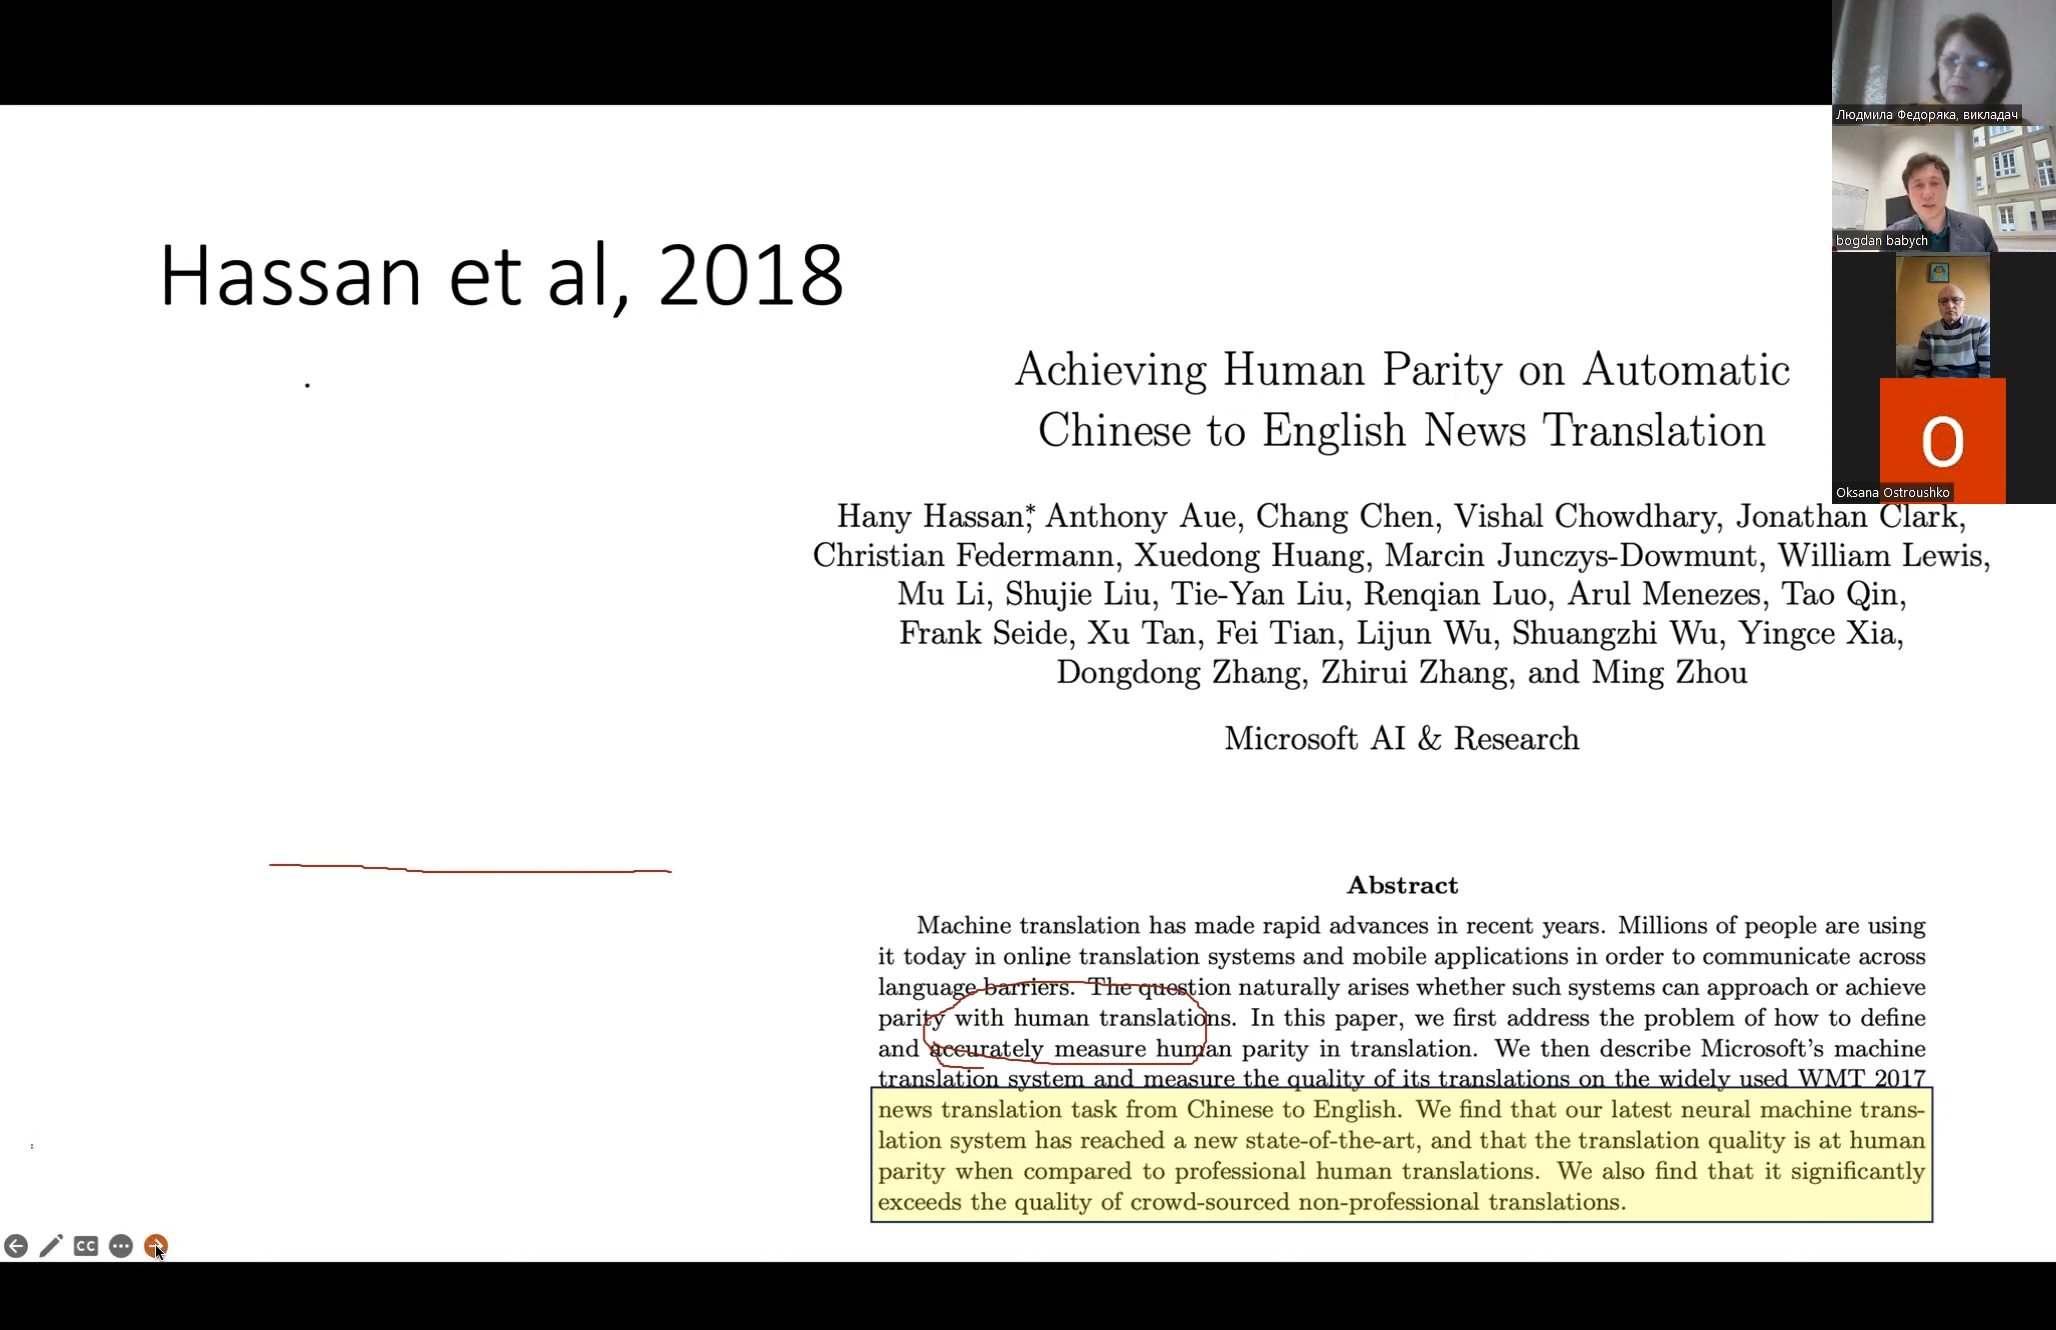 Людмила Федоряка, викладач
bogdan babych
O
Oksana Ostroushko
Hassan et al, 2018
Achieving Human Parity on Automatic
Chinese to English News Translation
Hany Hassan*, Anthony Aue, Chang Chen, Vishal Chowdhary, Jonathan Clark,
Christian Federmann, Xuedong Huang, Marcin Junczys-Dowmunt, William Lewis,
Mu Li, Shujie Liu, Tie-Yan Liu, Renqian Luo, Arul Menezes, Tao Qin,
Frank Seide, Xu Tan, Fei Tian, Lijun Wu, Shuangzhi Wu, Yingce Xia,
Dongdong Zhang, Zhirui Zhang, and Ming Zhou
Microsoft AI & Research
Abstract
Machine translation has made rapid advances in recent years. Millions of people are using
it today in online translation systems and mobile applications in order to communicate across
language barriers. The question naturally arises whether such systems can approach or achieve
parity with human translations. In this paper, we first address the problem of how to define
and accurately measure human parity in translation. We then describe Microsoft's machine
translation system and measure the quality of its translations on the widely used WMT 2017
news translation task from Chinese to English. We find that our latest neural machine trans-
lation system has reached a new state-of-the-art, and that the translation quality is at human
parity when compared to professional human translations. We also find that it significantly
exceeds the quality of crowd-sourced non-professional translations.
CC